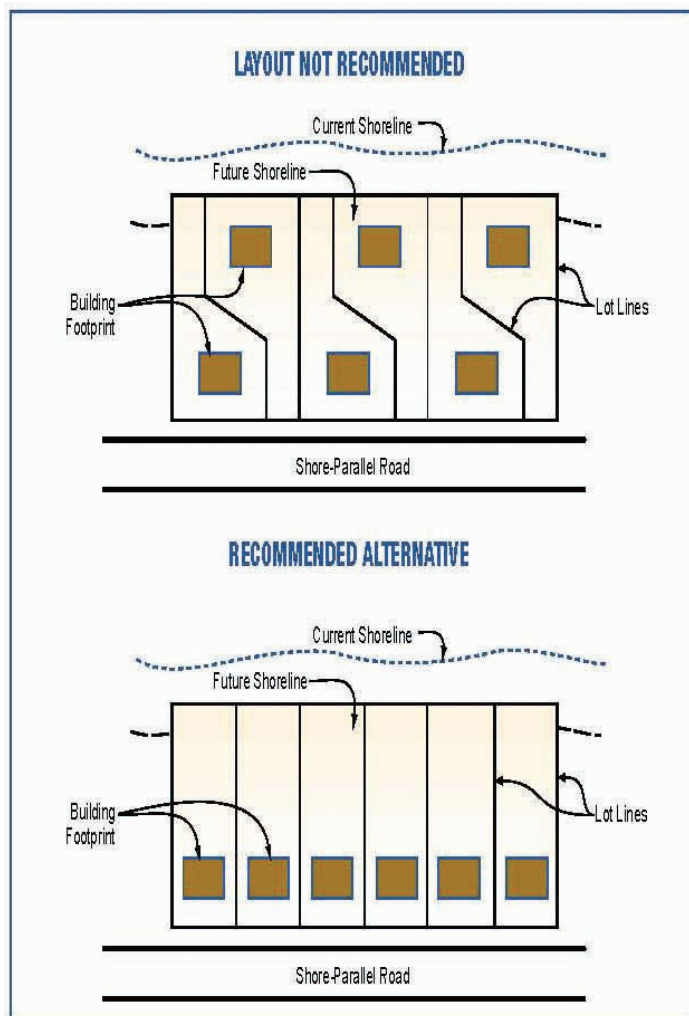 LAYOUT NOT RECOMMENDED
Current Shoreline
Future Shoreline
Building
Footprint
Lot Lines
Shore-Parallel Road
RECOMMENDED ALTERNATIVE
Current Shoreline
Future Shoreline
Building
Footprint
Lot Lines
Shore-Parallel Road